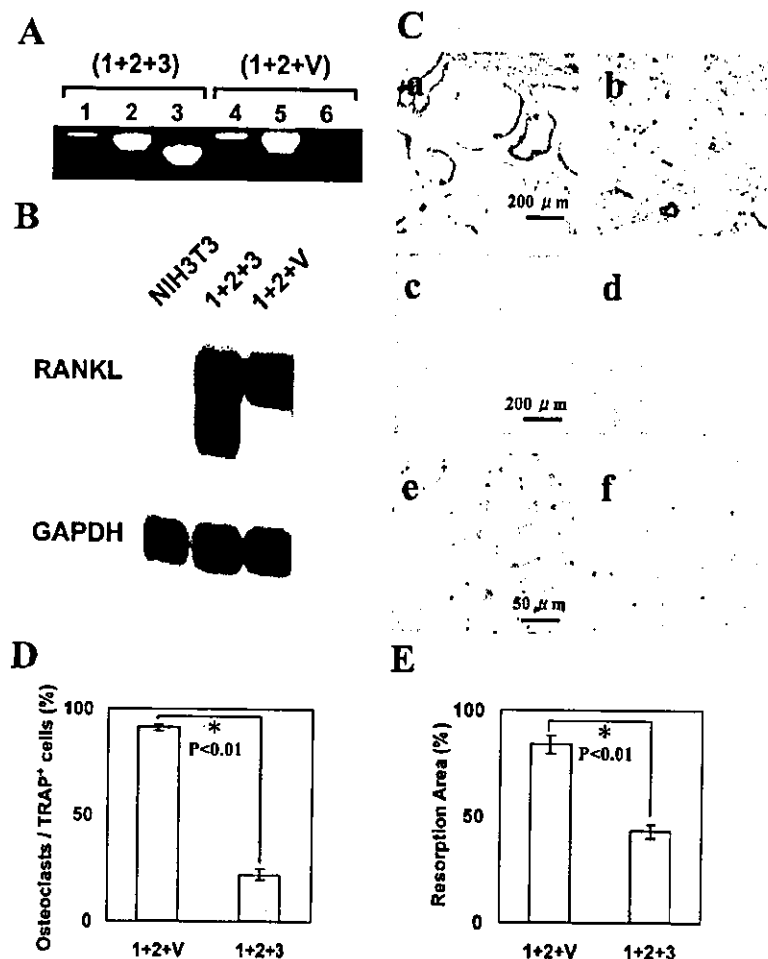 A
(1+2+3) (1+2+V)
1 2 3 4 5 6
B
NIH3T3 1+2+3 1+2+V
RANKL
GAPDH
C
a b
200 μm
c d
200 μm
e f
50 μm
D
Osteoclasts / TRAP⁺ cells (%)
100
*
P<0.01
50
0
1+2+V 1+2+3
E
Resorption Area (%)
100
*
P<0.01
50
0
1+2+V 1+2+3